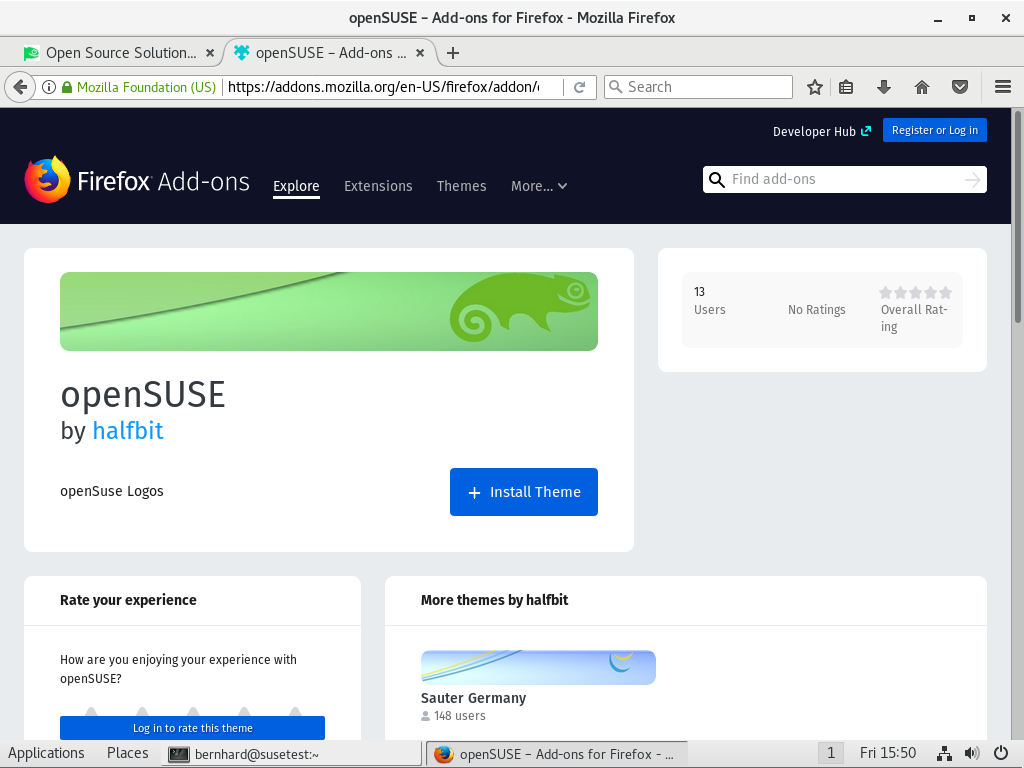 openSUSE – Add-ons for Firefox - Mozilla Firefox
Open Source Solution...
openSUSE – Add-ons ...
Mozilla Foundation (US)
https://addons.mozilla.org/en-US/firefox/addon/
Search
Developer Hub
Register or Log in
Firefox Add-ons
Explore
Extensions
Themes
More...
Find add-ons
openSUSE
by halfbit
openSuse Logos
+ Install Theme
13
Users
No Ratings
Overall Rat-
ing
Rate your experience
How are you enjoying your experience with
openSUSE?
Log in to rate this theme
More themes by halfbit
Sauter Germany
148 users
Applications
Places
bernhard@susetest:~
openSUSE – Add-ons for Firefox - ...
1
Fri 15:50